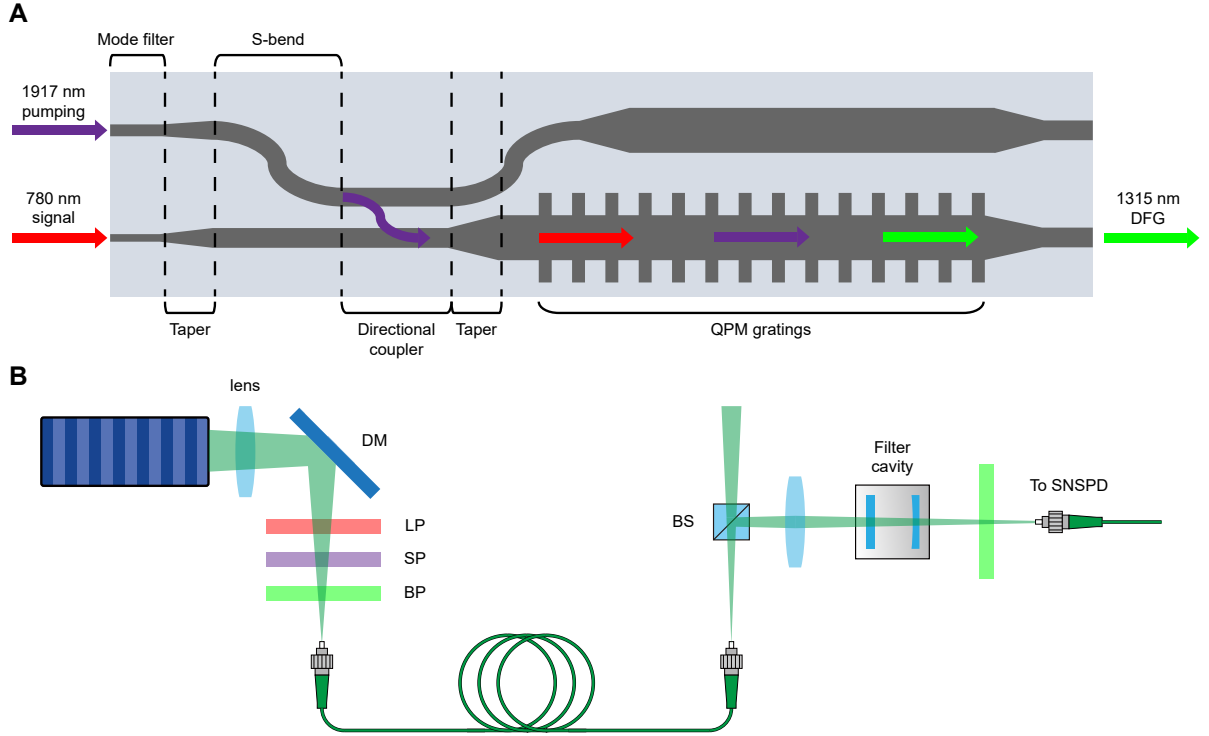 A
Mode filter
S-bend
1917 nm
pumping
780 nm
signal
1315 nm
DFG
Taper
Directional
coupler
Taper
QPM gratings
B
lens
DM
LP
SP
BP
BS
Filter
cavity
To SNSPD